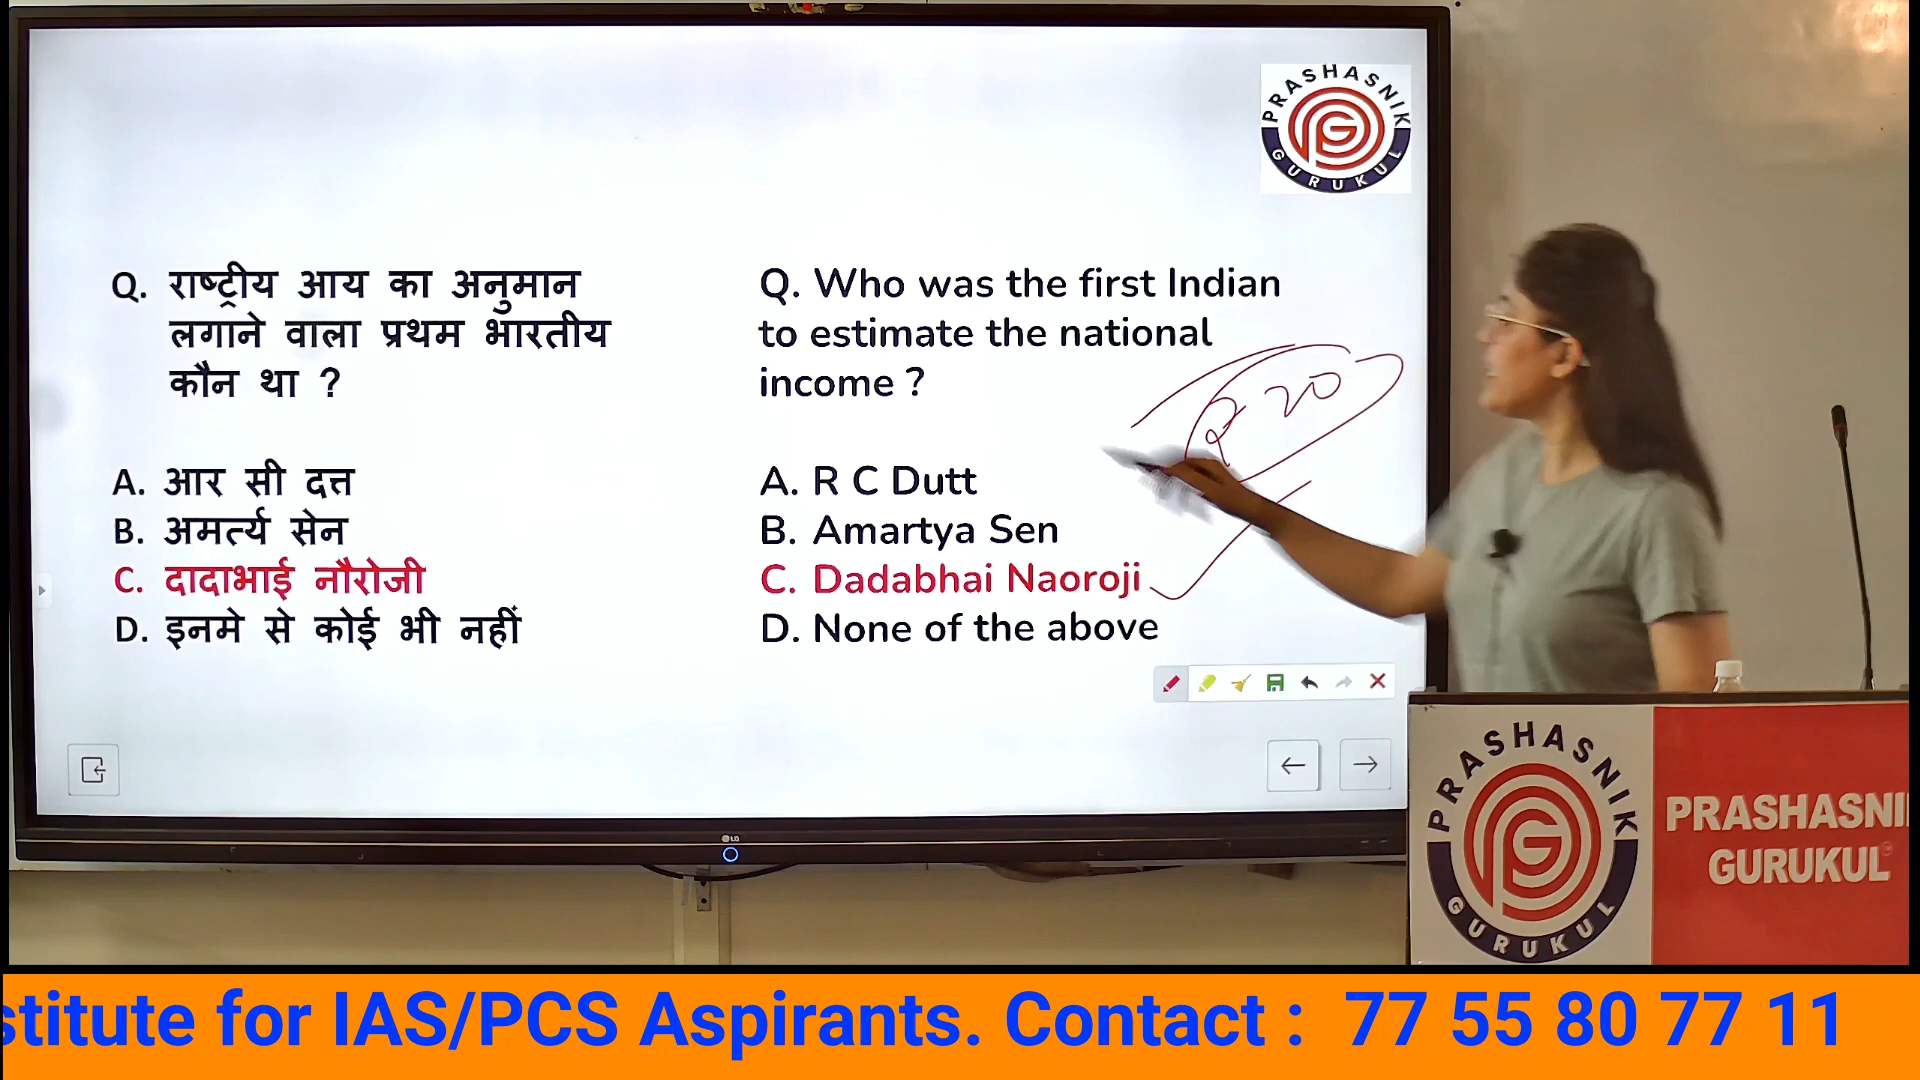 PRASHASNIK
GURUKUL
Q. राष्ट्रीय आय का अनुमान
लगाने वाला प्रथम भारतीय
कौन था ?
A. आर सी दत्त
B. अमर्त्य सेन
C. दादाभाई नौरोजी
D. इनमे से कोई भी नहीं
Q. Who was the first Indian
to estimate the national
income ?
₹ 20
A. R C Dutt
B. Amartya Sen
C. Dadabhai Naoroji
D. None of the above
LG
PRASHASNIK
GURUKUL
PRASHASNI
GURUKUL
stitute for IAS/PCS Aspirants. Contact : 77 55 80 77 11